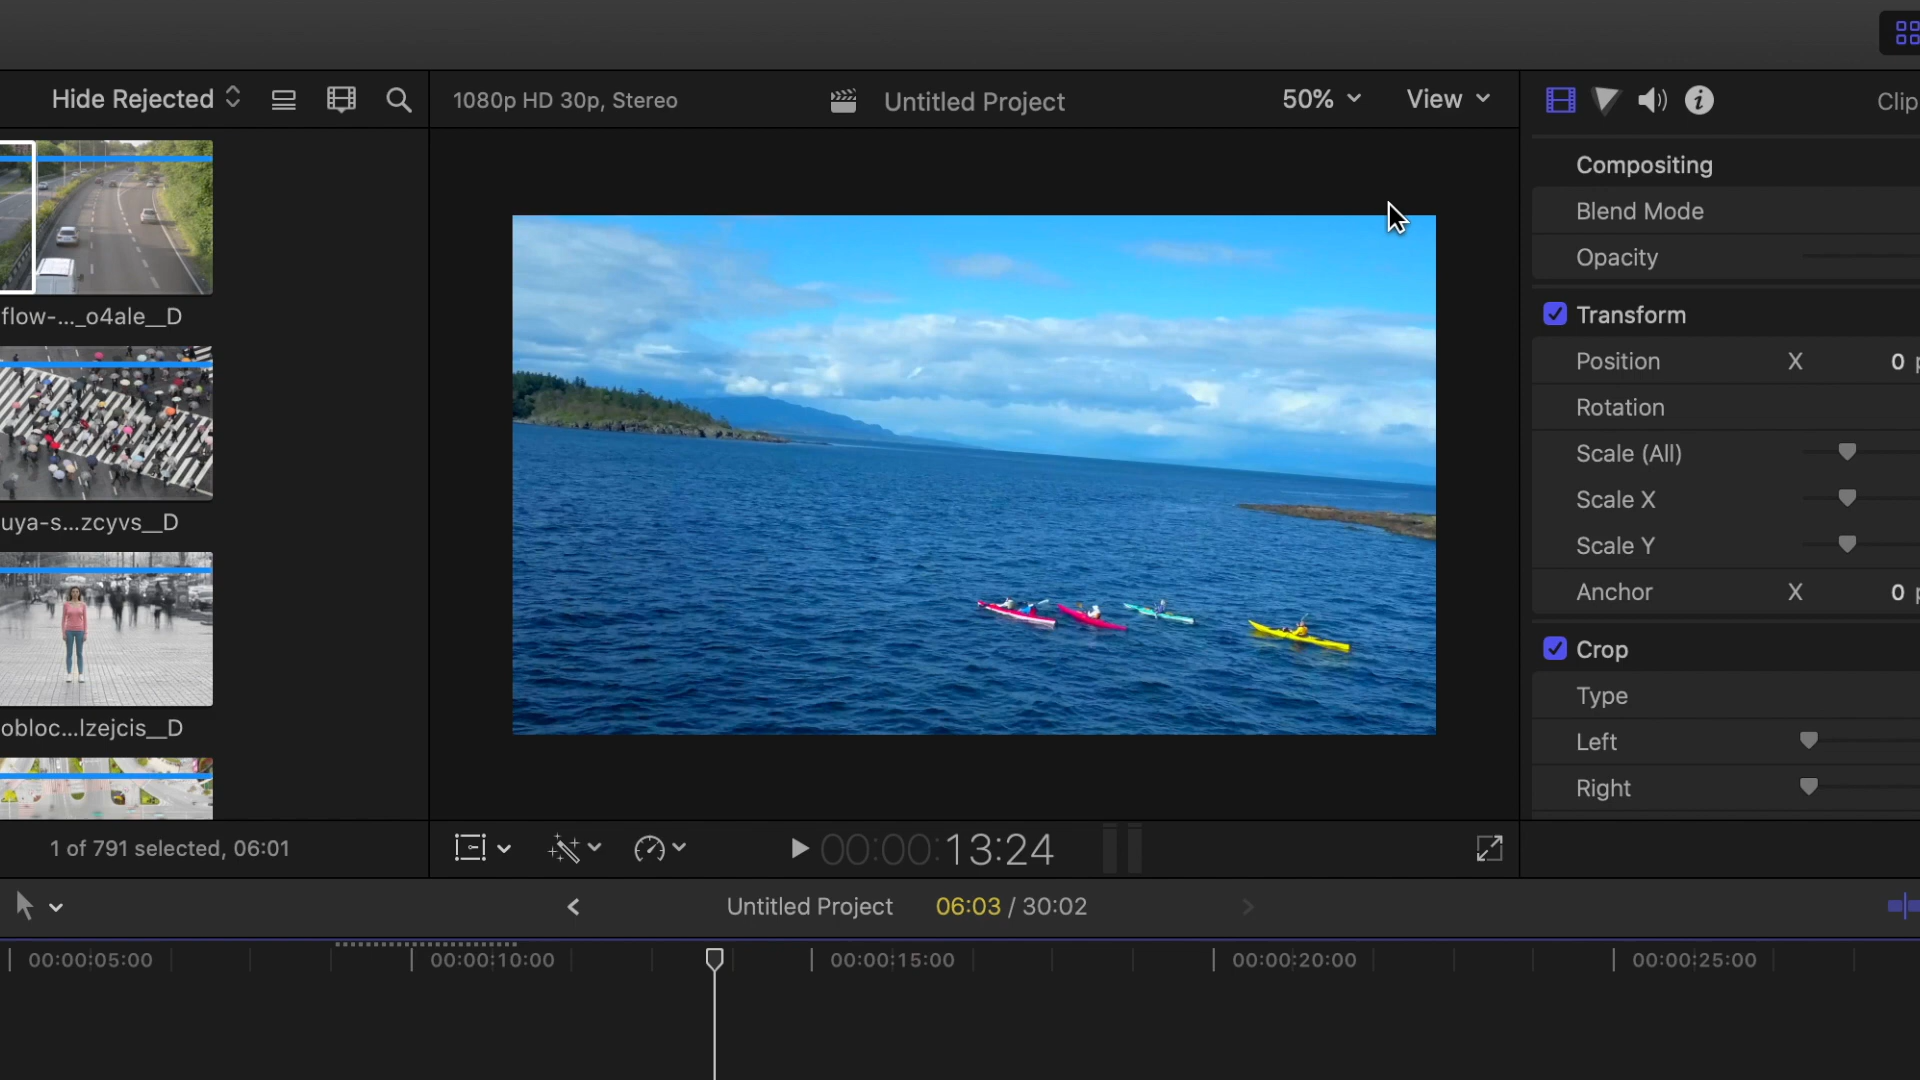 Hide Rejected
1080p HD 30p, Stereo
Untitled Project
50%
View
Clip
flow-..._o4ale__D
uya-s...zcyvs__D
obloc...lzejcis__D
1 of 791 selected, 06:01
Compositing
Blend Mode
Opacity
Transform
Position X 0 p
Rotation
Scale (All)
Scale X
Scale Y
Anchor X 0 p
Crop
Type
Left
Right
00:00:13:24
Untitled Project 06:03 / 30:02
00:00:05:00 00:00:10:00 00:00:15:00 00:00:20:00 00:00:25:00